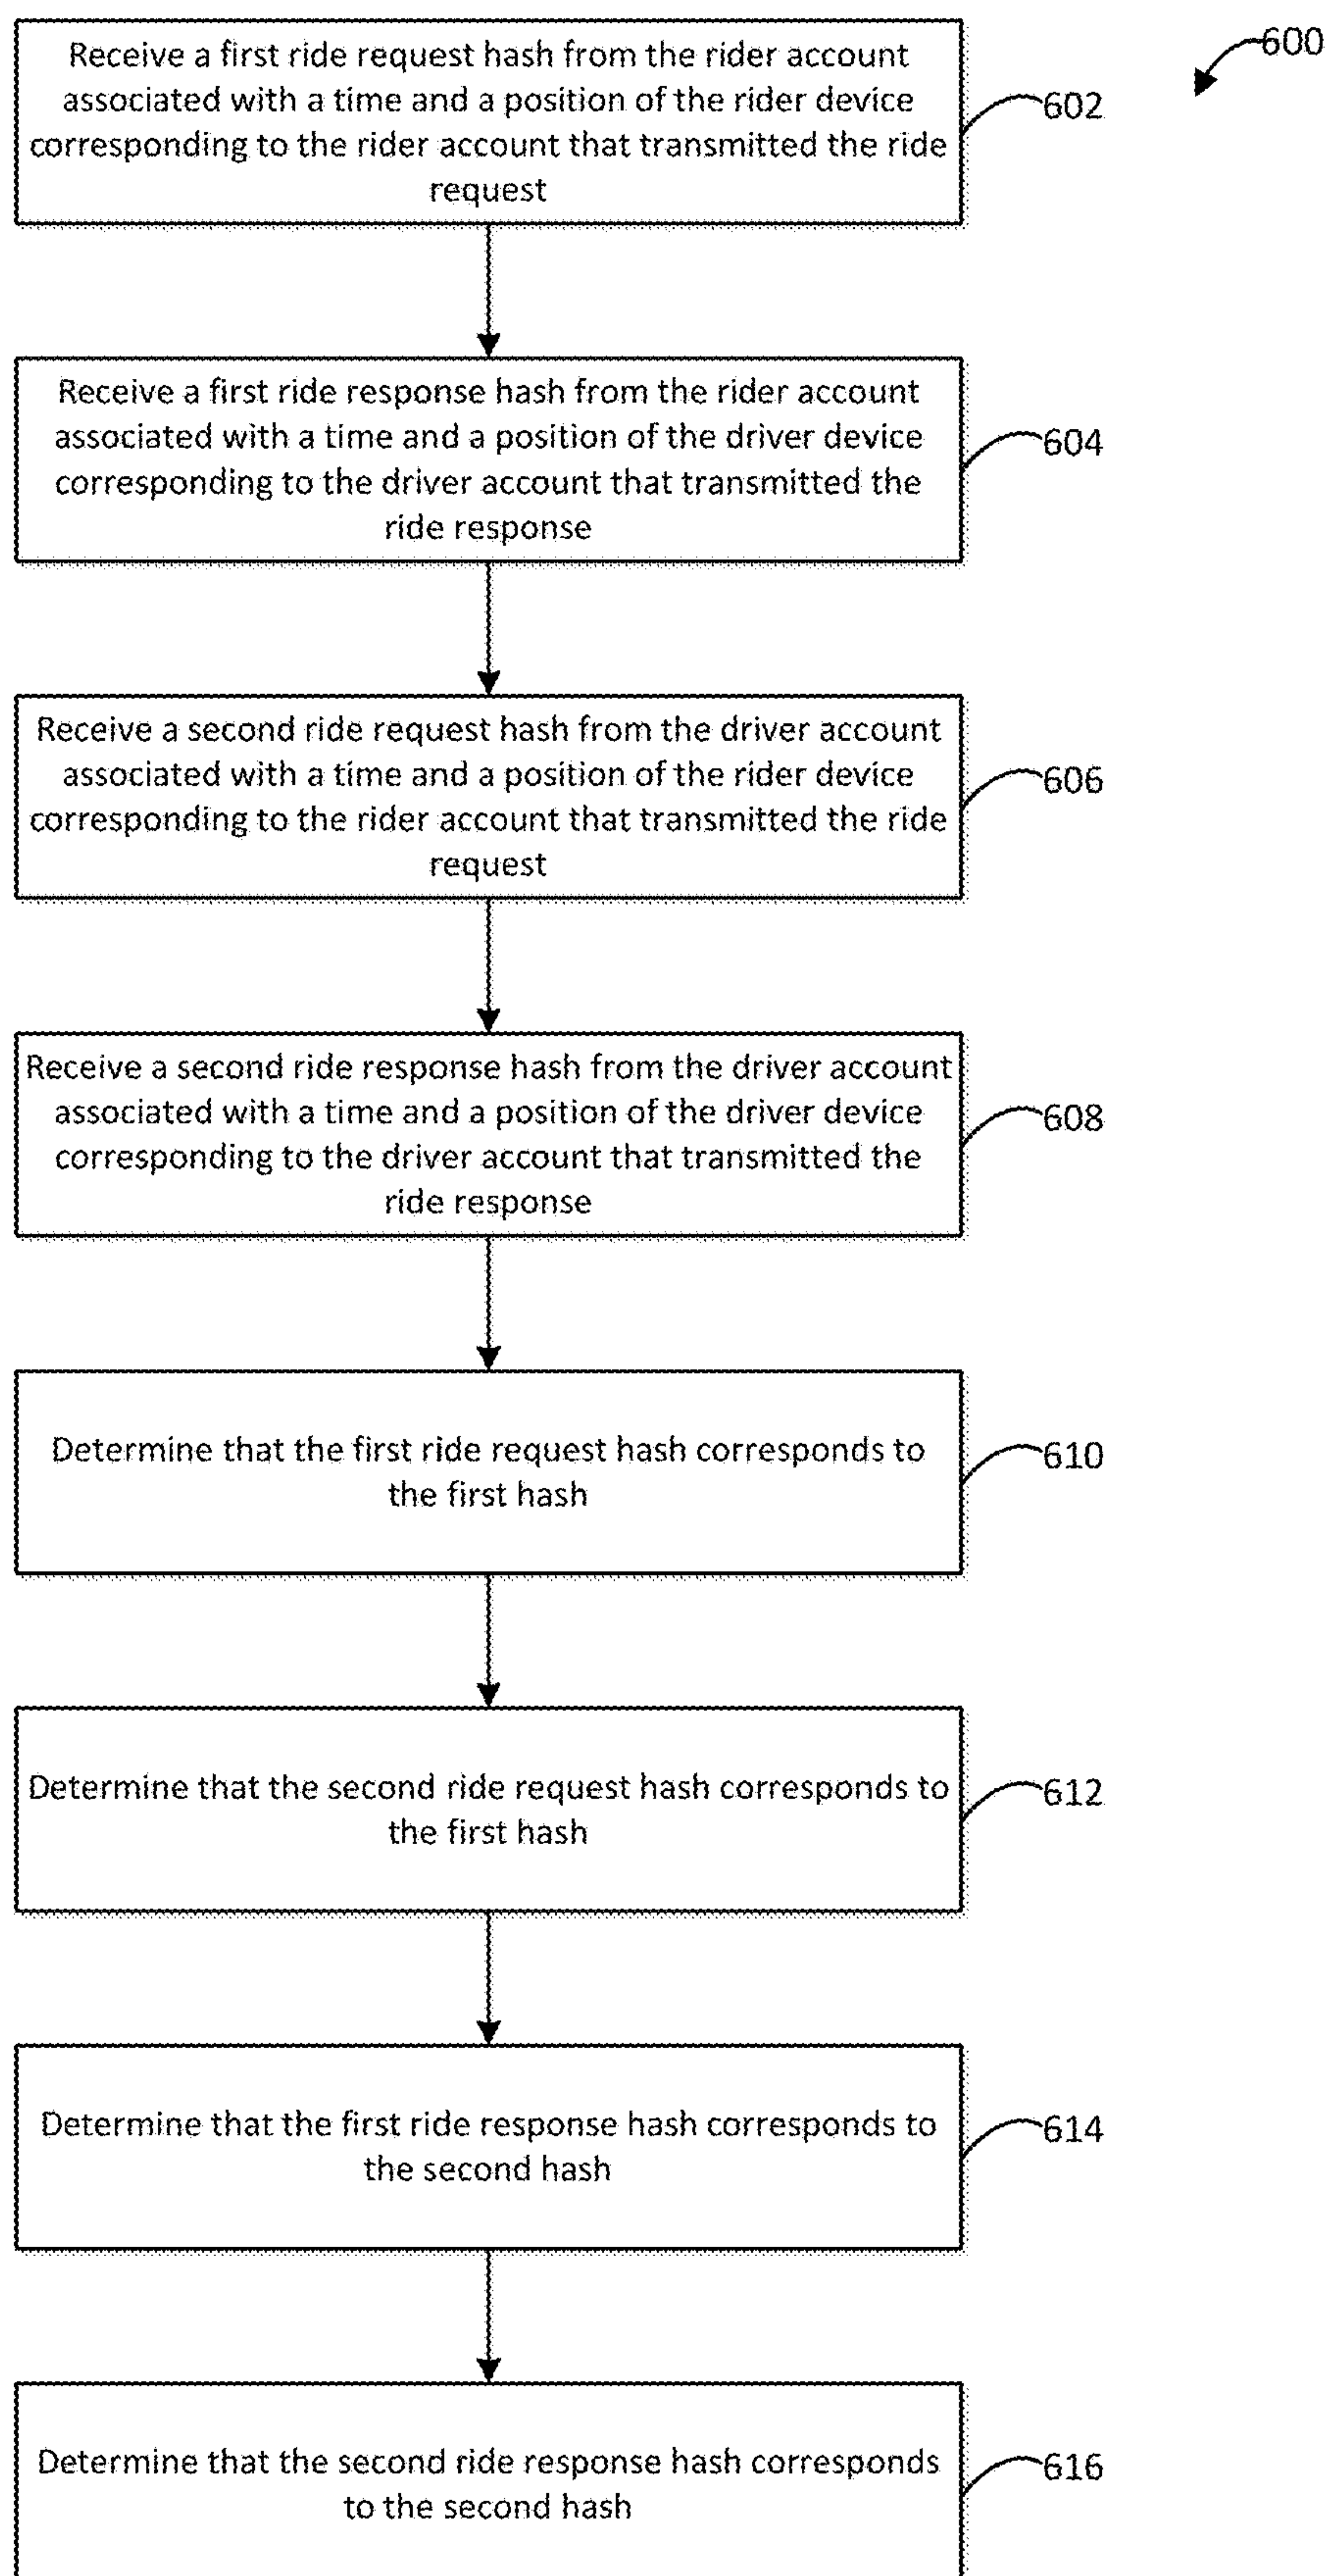 600
Receive a first ride request hash from the rider account
associated with a time and a position of the rider device
corresponding to the rider account that transmitted the ride
request
602
Receive a first ride response hash from the rider account
associated with a time and a position of the driver device
corresponding to the driver account that transmitted the
ride response
604
Receive a second ride request hash from the driver account
associated with a time and a position of the rider device
corresponding to the rider account that transmitted the ride
request
606
Receive a second ride response hash from the driver account
associated with a time and a position of the driver device
corresponding to the driver account that transmitted the
ride response
608
Determine that the first ride request hash corresponds to
the first hash
610
Determine that the second ride request hash corresponds to
the first hash
612
Determine that the first ride response hash corresponds to
the second hash
614
Determine that the second ride response hash corresponds
to the second hash
616